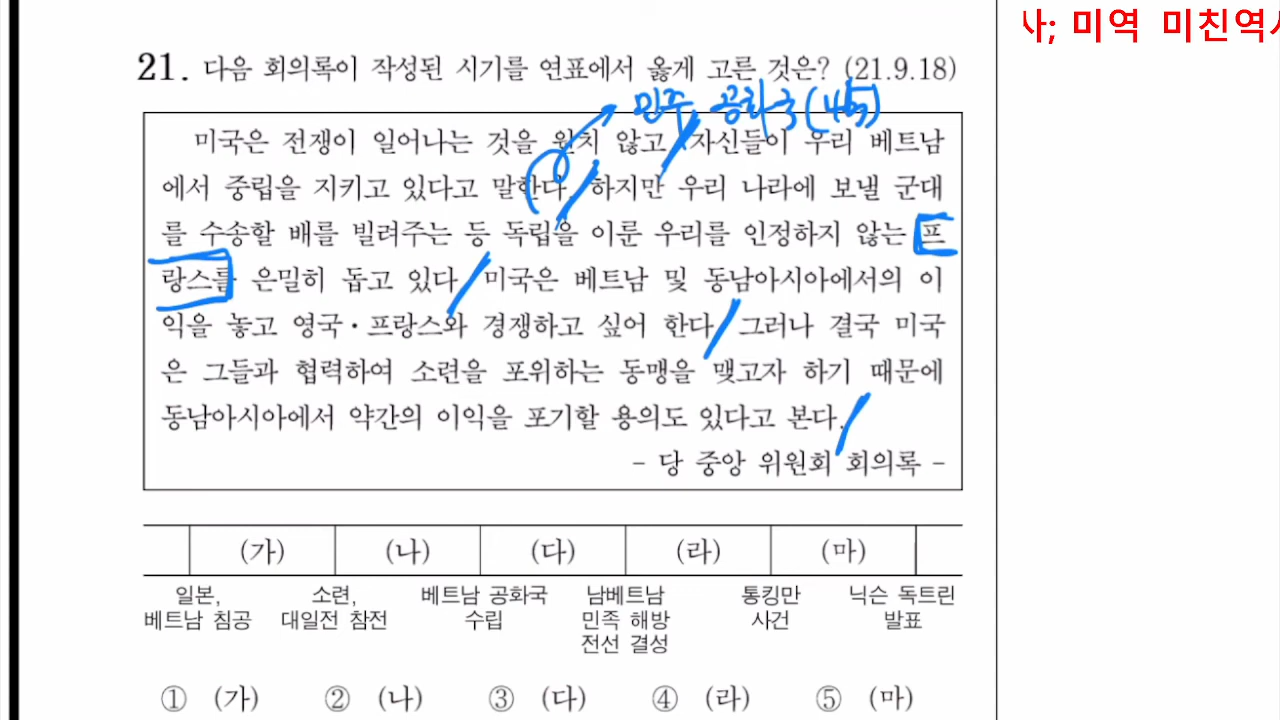 사; 미역 미친역사
21. 다음 회의록이 작성된 시기를 연표에서 옳게 고른 것은? (21.9.18)
민주 공화국 (45)
미국은 전쟁이 일어나는 것을 원치 않고 자신들이 우리 베트남
에서 중립을 지키고 있다고 말한다. 하지만 우리 나라에 보낼 군대
를 수송할 배를 빌려주는 등 독립을 이룬 우리를 인정하지 않는 프
랑스를 은밀히 돕고 있다. 미국은 베트남 및 동남아시아에서의 이
익을 놓고 영국·프랑스와 경쟁하고 싶어 한다. 그러나 결국 미국
은 그들과 협력하여 소련을 포위하는 동맹을 맺고자 하기 때문에
동남아시아에서 약간의 이익을 포기할 용의도 있다고 본다.
- 당 중앙 위원회 회의록 -
(가) (나) (다) (라) (마)
일본, 소련, 베트남 공화국 남베트남 통킹만 닉슨 독트린
베트남 침공 대일전 참전 수립 민족 해방 사건 발표
전선 결성
① (가) ② (나) ③ (다) ④ (라) ⑤ (마)